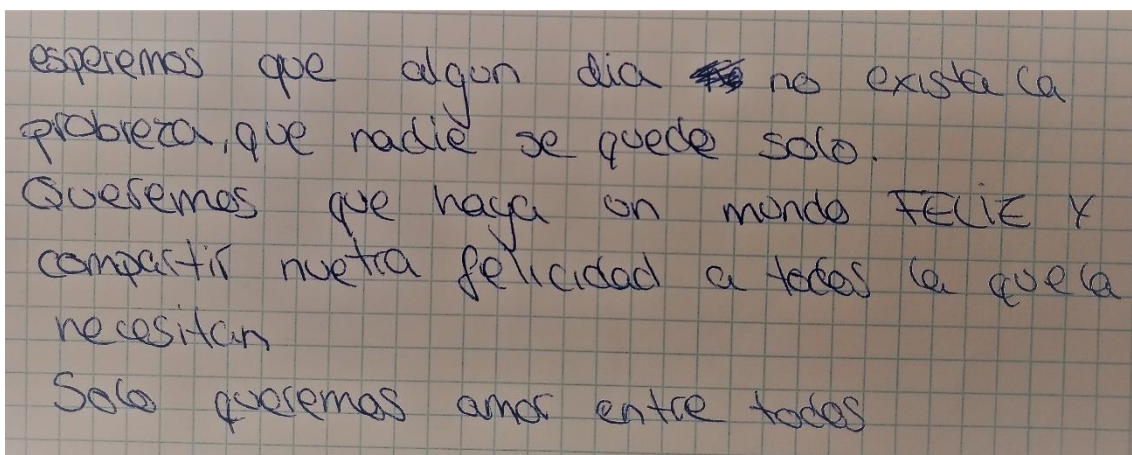 esperemos que algun dia no exista la
probreza, que nadie se quede solo.
Queremos que haya un mundo FELIZ Y
compartir nuetra felicidad a todos la que la
necesitan
Solo queremos amor entre todos